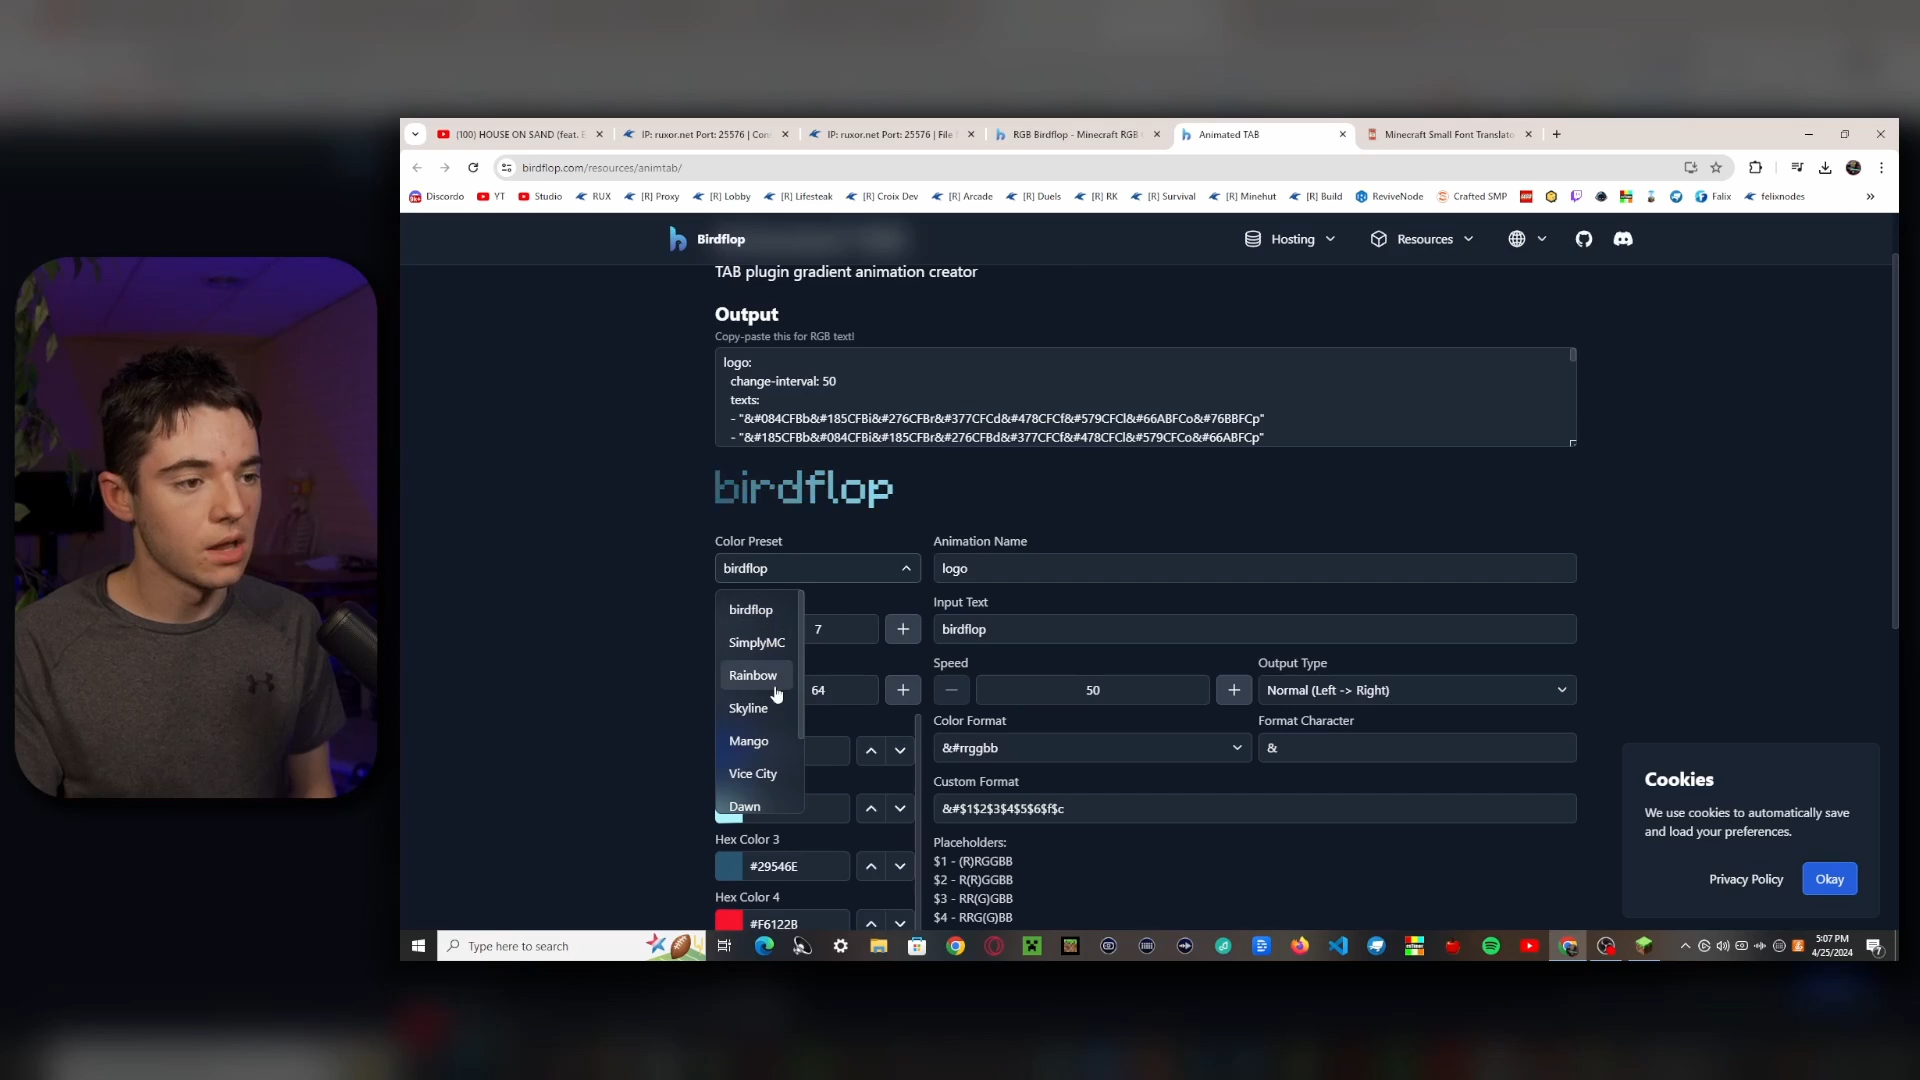 (100) HOUSE ON SAND (feat. E
IP: ruxor.net Port: 25576 | Con
IP: ruxor.net Port: 25576 | File
RGB Birdflop - Minecraft RGB
Animated TAB
Minecraft Small Font Translato
birdflop.com/resources/animtab/
Discordo YT Studio RUX [R] Proxy [R] Lobby [R] Lifesteak [R] Croix Dev [R] Arcade [R] Duels [R] RK [R] Survival [R] Minehut [R] Build ReviveNode Crafted SMP Falix felixnodes »
Birdflop
Hosting
Resources
TAB plugin gradient animation creator
Output
Copy-paste this for RGB text!
logo:
change-interval: 50
texts:
- "&#084CFBb&#185CFBi&#276CFBr&#377CFCd&#478CFCf&#579CFCl&#66ABFCo&#76BBFCp"
- "&#185CFBb&#084CFBi&#185CFBr&#276CFBd&#377CFCf&#478CFCl&#579CFCo&#66ABFCp"
birdflop
Color Preset
Animation Name
birdflop
logo
birdflop
Input Text
7 +
birdflop
SimplyMC
Rainbow
Speed
Output Type
64 +
− 50 +
Normal (Left -> Right)
Skyline
Color Format
Format Character
Mango
&#rrggbb
&
Vice City
Custom Format
Dawn
&#$1$2$3$4$5$6$f$c
Hex Color 3
#29546E
Hex Color 4
#F6122B
Placeholders:
$1 - (R)RGGBB
$2 - R(R)GGBB
$3 - RR(G)GBB
$4 - RRG(G)BB
Cookies
We use cookies to automatically save
and load your preferences.
Privacy Policy
Okay
Type here to search
5:07 PM
4/25/2024
7